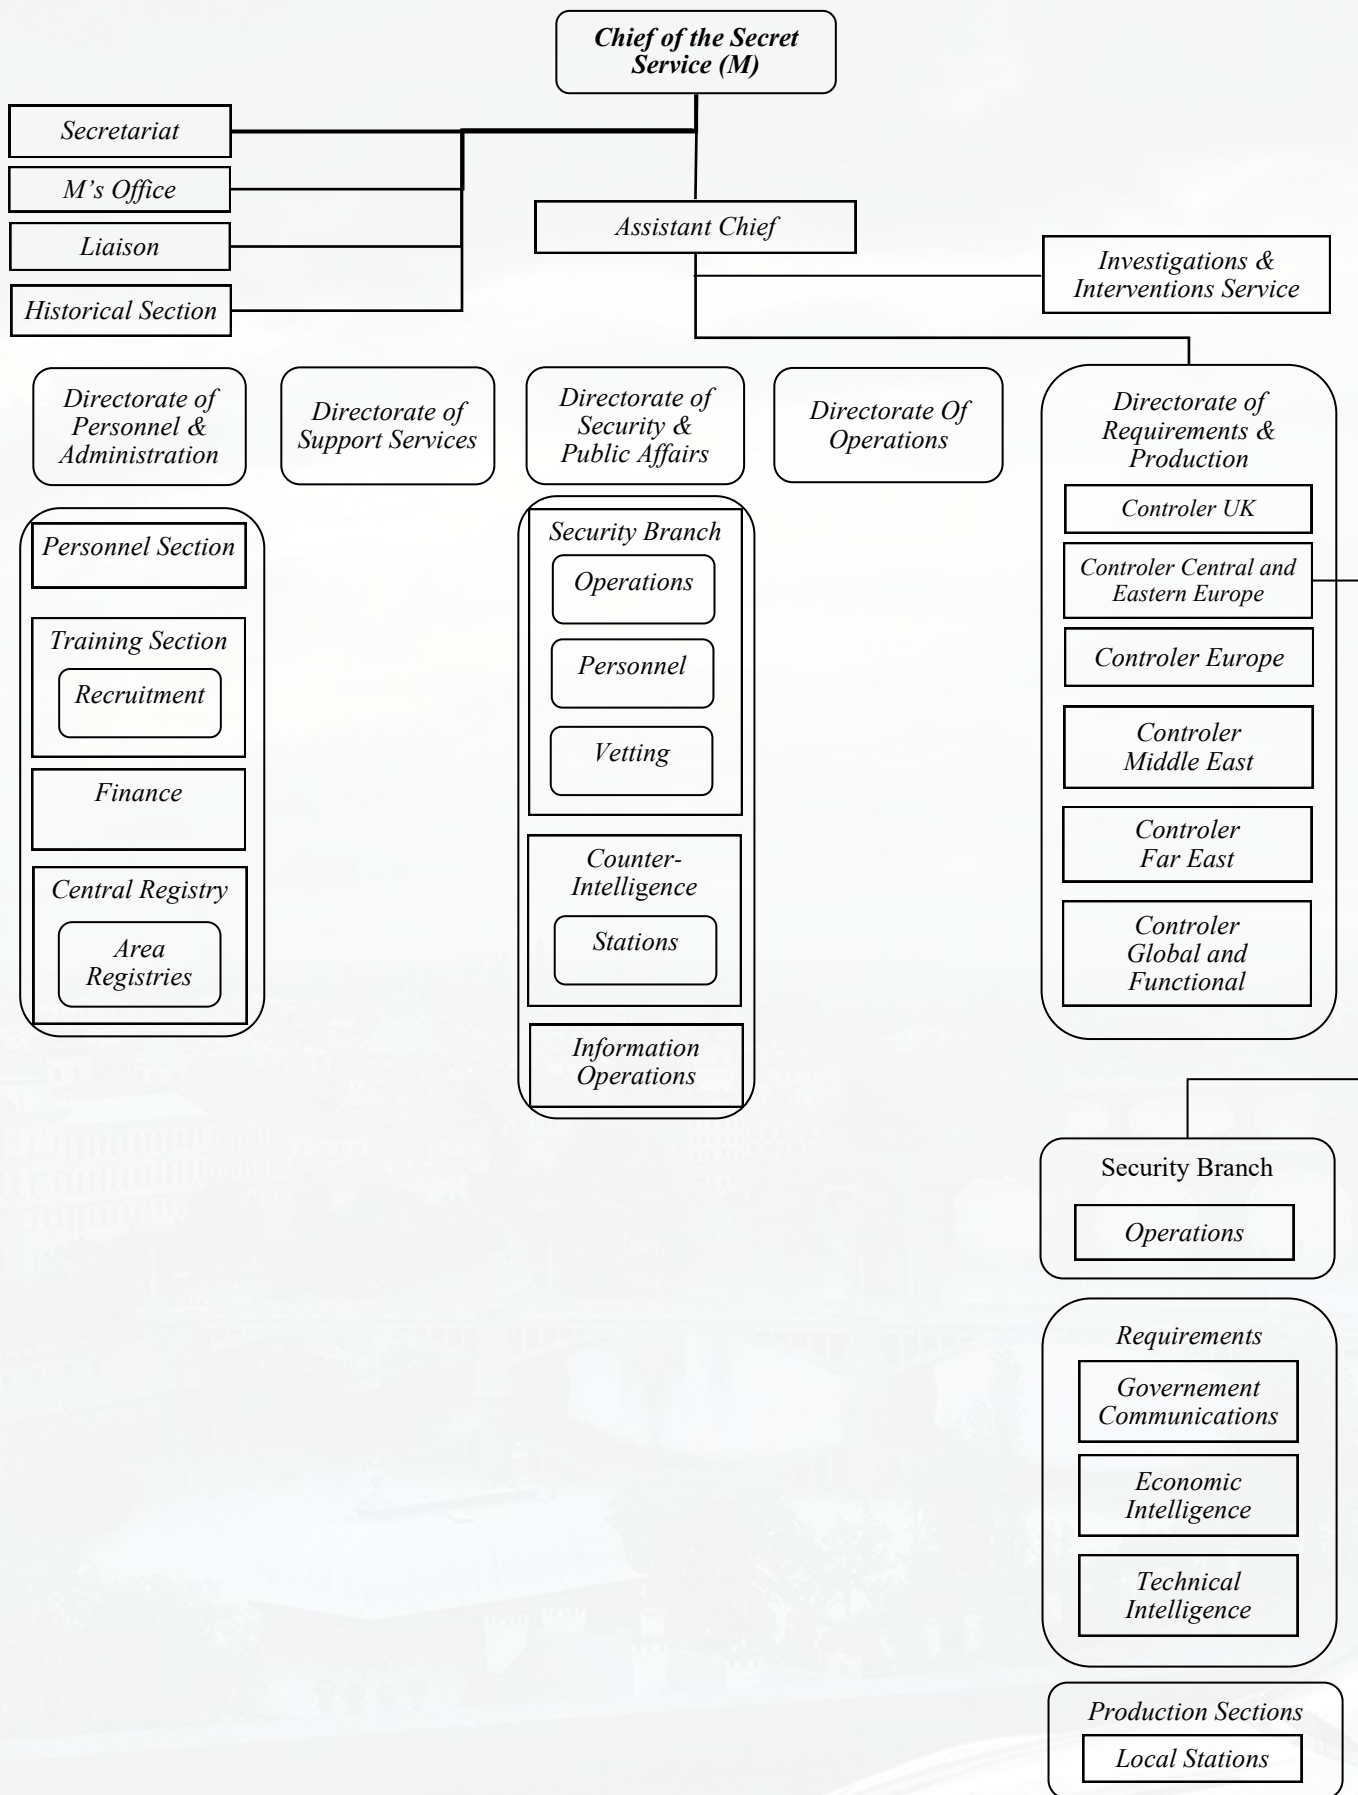 Chief of the Secret
Service (M)
Secretariat
M's Office
Liaison
Historical Section
Assistant Chief
Investigations &
Interventions Service
Directorate of
Personnel &
Administration
Directorate of
Support Services
Directorate of
Security &
Public Affairs
Directorate Of
Operations
Directorate of
Requirements &
Production
Controler UK
Controler Central and
Eastern Europe
Controler Europe
Controler
Middle East
Controler
Far East
Controler
Global and
Functional
Personnel Section
Training Section
Recruitment
Finance
Central Registry
Area
Registries
Security Branch
Operations
Personnel
Vetting
Counter-
Intelligence
Stations
Information
Operations
Security Branch
Operations
Requirements
Governement
Communications
Economic
Intelligence
Technical
Intelligence
Production Sections
Local Stations